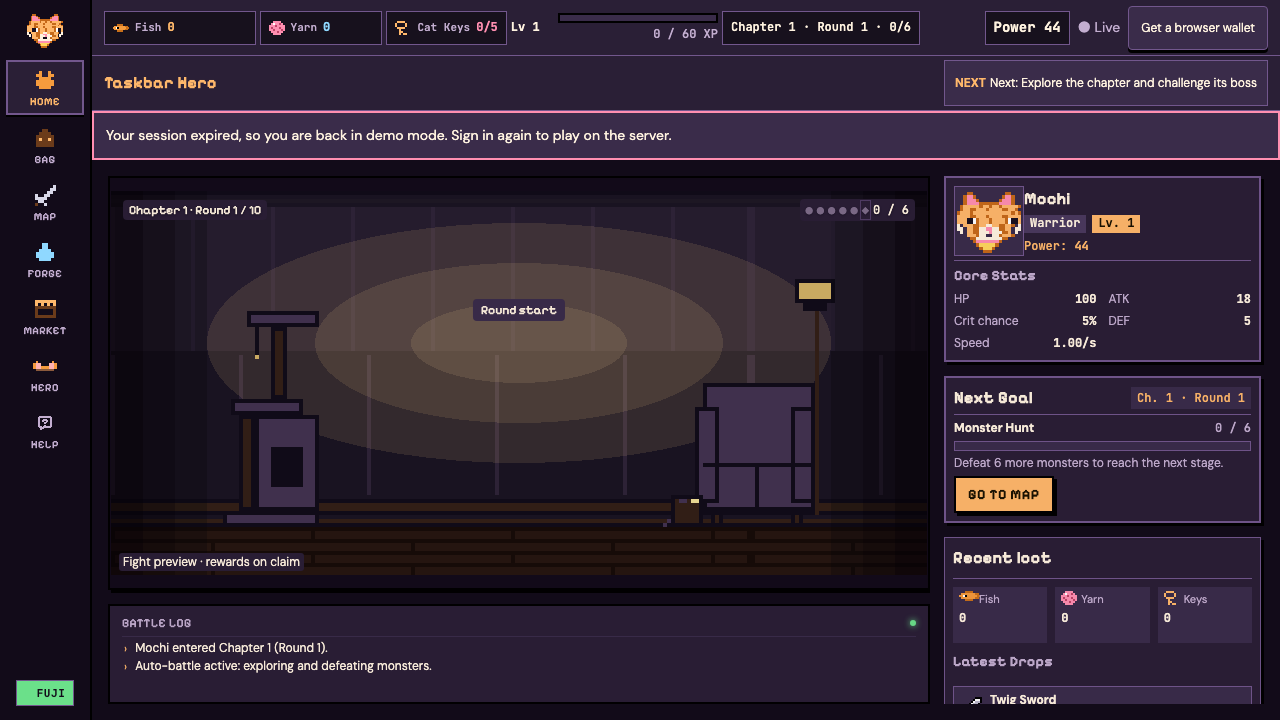 Fish 0
Yarn 0
Cat Keys 0/5
Lv 1
0 / 60 XP
Chapter 1 · Round 1 · 0/6
Power 44
Live
Get a browser wallet
HOME
BAG
MAP
FORGE
MARKET
HERO
HELP
FUJI
Taskbar Hero
NEXT Next: Explore the chapter and challenge its boss
Your session expired, so you are back in demo mode. Sign in again to play on the server.
Chapter 1 · Round 1 / 10
0 / 6
Round start
Fight preview · rewards on claim
BATTLE LOG
› Mochi entered Chapter 1 (Round 1).
› Auto-battle active: exploring and defeating monsters.
Mochi
Warrior Lv. 1
Power: 44
Core Stats
HP 100 ATK 18
Crit chance 5% DEF 5
Speed 1.00/s
Next Goal
Ch. 1 · Round 1
Monster Hunt 0 / 6
Defeat 6 more monsters to reach the next stage.
GO TO MAP
Recent loot
Fish Yarn Keys
0 0 0
Latest Drops
Twig Sword